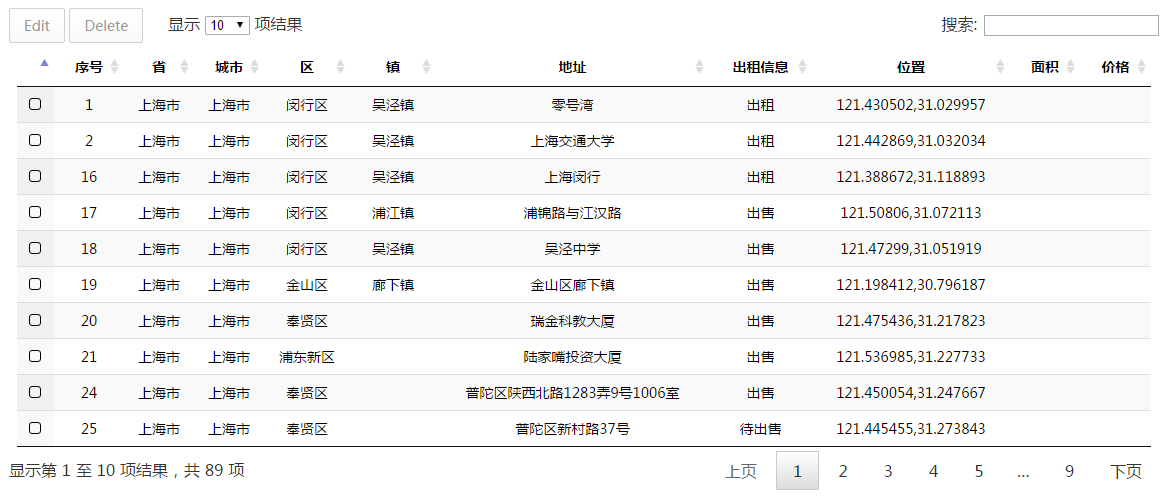 Edit Delete 显示 10 项结果 搜索:
序号 省 城市 区 镇 地址 出租信息 位置 面积 价格
1 上海市 上海市 闵行区 吴泾镇 零号湾 出租 121.430502,31.029957
2 上海市 上海市 闵行区 吴泾镇 上海交通大学 出租 121.442869,31.032034
16 上海市 上海市 闵行区 吴泾镇 上海闵行 出租 121.388672,31.118893
17 上海市 上海市 闵行区 浦江镇 浦锦路与江汉路 出售 121.50806,31.072113
18 上海市 上海市 闵行区 吴泾镇 吴泾中学 出售 121.47299,31.051919
19 上海市 上海市 金山区 廊下镇 金山区廊下镇 出售 121.198412,30.796187
20 上海市 上海市 奉贤区 瑞金科教大厦 出售 121.475436,31.217823
21 上海市 上海市 浦东新区 陆家嘴投资大厦 出售 121.536985,31.227733
24 上海市 上海市 奉贤区 普陀区陕西北路1283弄9号1006室 出售 121.450054,31.247667
25 上海市 上海市 奉贤区 普陀区新村路37号 待出售 121.445455,31.273843
显示第 1 至 10 项结果，共 89 项 上页 1 2 3 4 5 … 9 下页